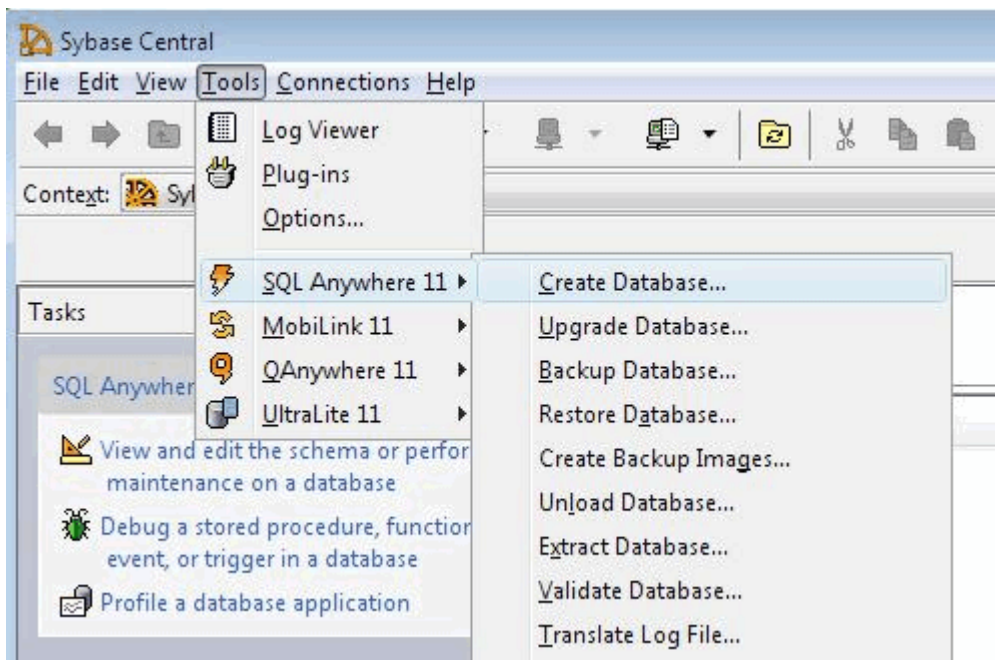 Sybase Central
File Edit View Tools Connections Help
Log Viewer
Plug-ins
Options...
Context: Syl
SQL Anywhere 11
MobiLink 11
QAnywhere 11
UltraLite 11
Create Database...
Upgrade Database...
Backup Database...
Restore Database...
Create Backup Images...
Unload Database...
Extract Database...
Validate Database...
Translate Log File...
Tasks
SQL Anywher
View and edit the schema or perfor
maintenance on a database
Debug a stored procedure, function
event, or trigger in a database
Profile a database application